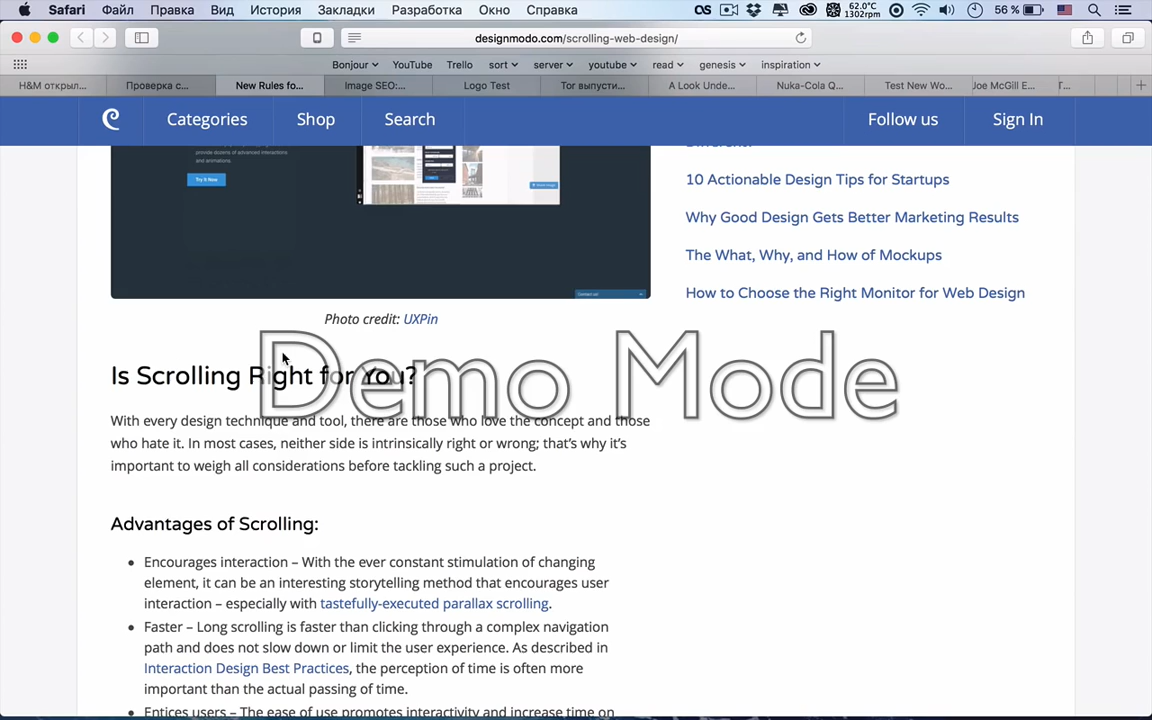 Safari Файл Правка Вид История Закладки Разработка Окно Справка
62.0°C
1302rpm
56 %
designmodo.com/scrolling-web-design/
Bonjour YouTube Trello sort server youtube read genesis inspiration
H&M открыл... Проверка с... New Rules fo... Image SEO:... Logo Test Tor выпусти... A Look Unde... Nuka-Cola Q... Test New Wo... Joe McGill E... T...
Categories Shop Search Follow us Sign In
provide dozens of advanced interactions
and animations.
Try It Now
10 Actionable Design Tips for Startups
Why Good Design Gets Better Marketing Results
The What, Why, and How of Mockups
How to Choose the Right Monitor for Web Design
Photo credit: UXPin
Demo Mode
Is Scrolling Right for You?
With every design technique and tool, there are those who love the concept and those
who hate it. In most cases, neither side is intrinsically right or wrong; that’s why it’s
important to weigh all considerations before tackling such a project.
Advantages of Scrolling:
Encourages interaction – With the ever constant stimulation of changing
element, it can be an interesting storytelling method that encourages user
interaction – especially with tastefully-executed parallax scrolling.
Faster – Long scrolling is faster than clicking through a complex navigation
path and does not slow down or limit the user experience. As described in
Interaction Design Best Practices, the perception of time is often more
important than the actual passing of time.
Entices users – The ease of use promotes interactivity and increase time on